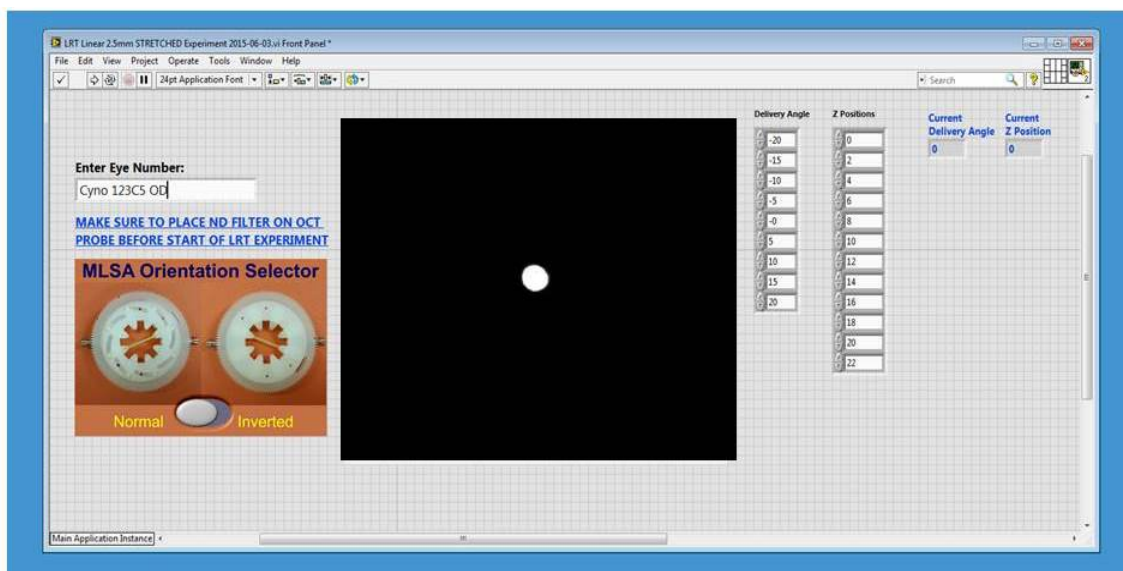 LRT Linear 2.5mm STRETCHED Experiment 2015-06-03.vi Front Panel *
File Edit View Project Operate Tools Window Help
24pt Application Font
Search
2
Enter Eye Number:
Cyno 123C5 OD
MAKE SURE TO PLACE ND FILTER ON OCT
PROBE BEFORE START OF LRT EXPERIMENT
MLSA Orientation Selector
Normal Inverted
Delivery Angle
-20
-15
-10
-5
-0
5
10
15
20
Z Positions
0
2
4
6
8
10
12
14
16
18
20
22
Current
Delivery Angle
0
Current
Z Position
0
Main Application Instance